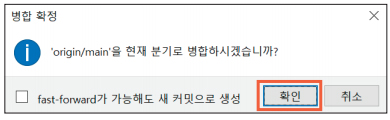 병합 확정
'origin/main'을 현재 분기로 병합하시겠습니까?
fast-forward가 가능해도 새 커밋으로 생성
확인
취소